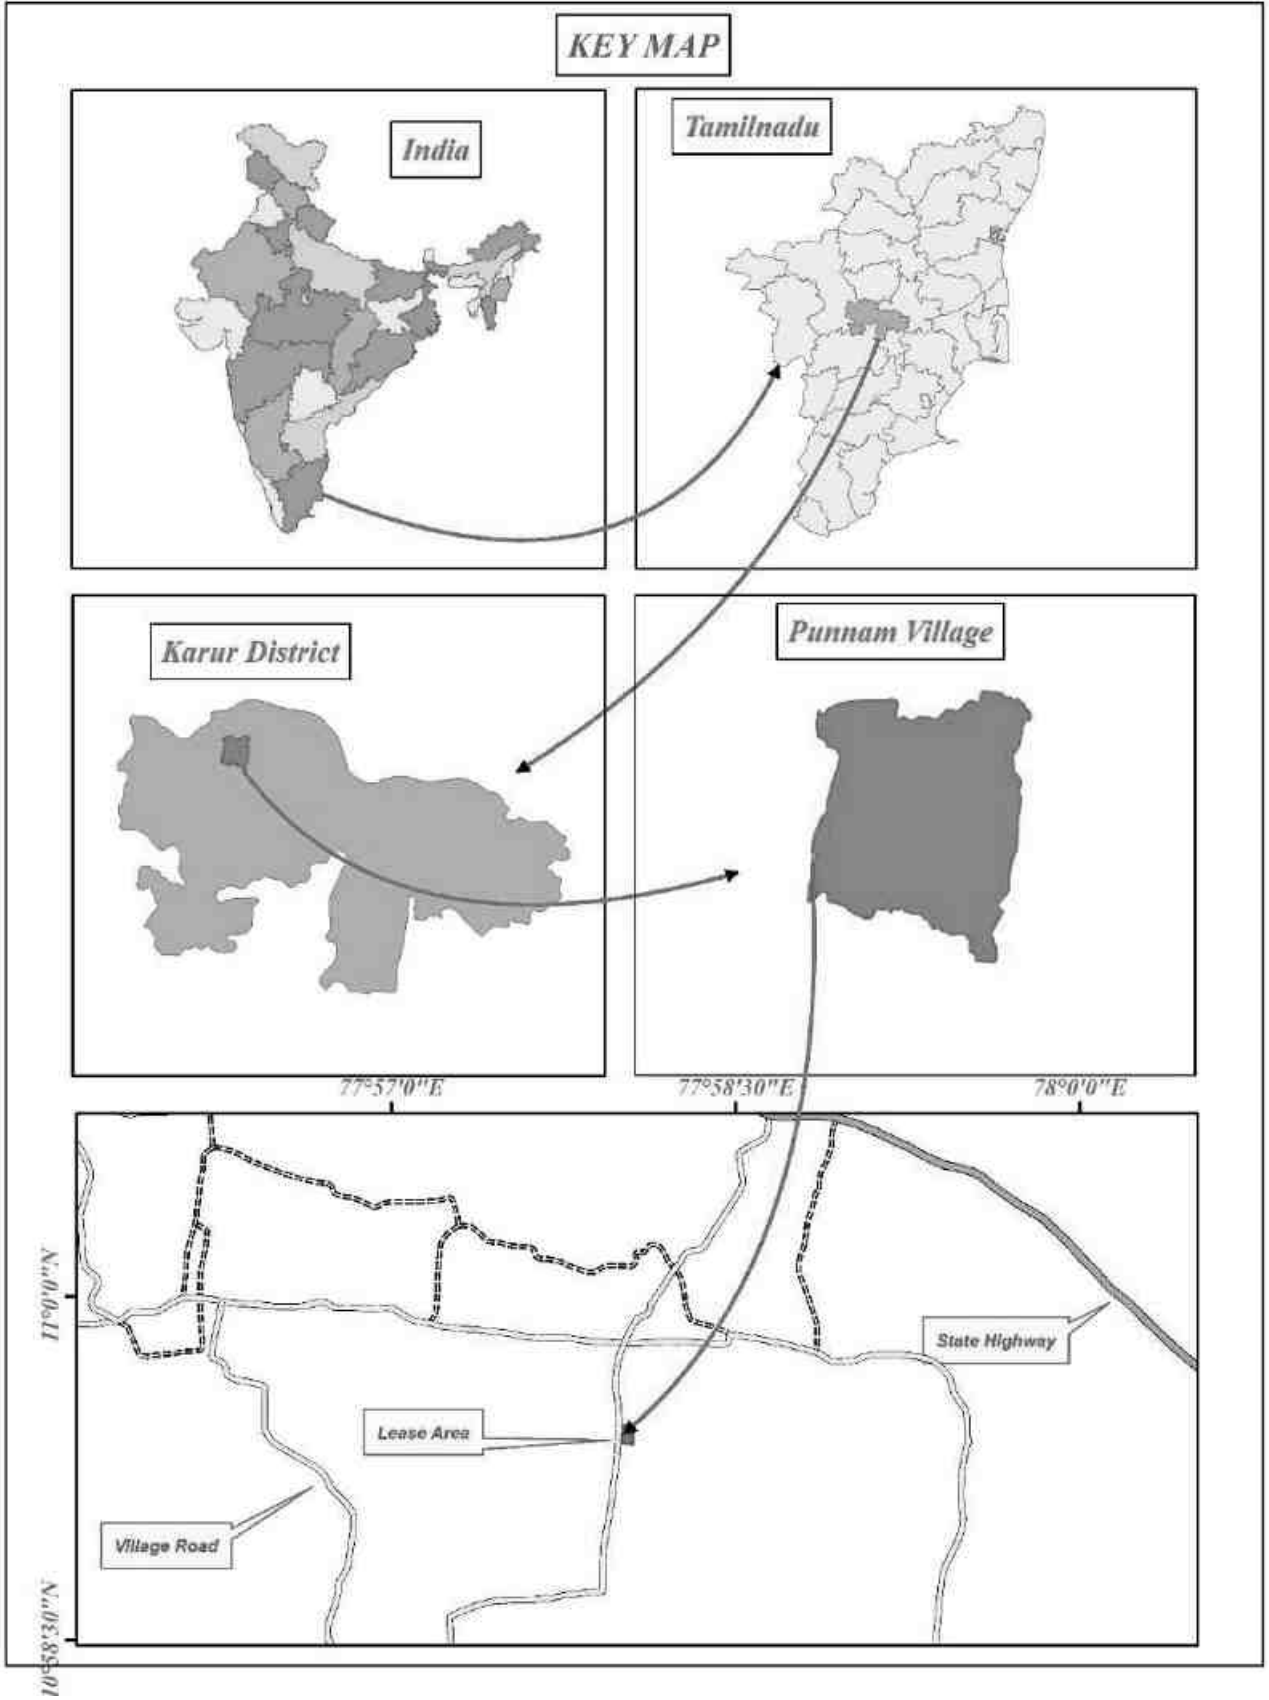 KEY MAP
India
Tamilnadu
Karur District
Punnam Village
77°57'0"E
77°58'30"E
78°0'0"E
11°0'0"N
State Highway
Lease Area
Village Road
10°58'30"N